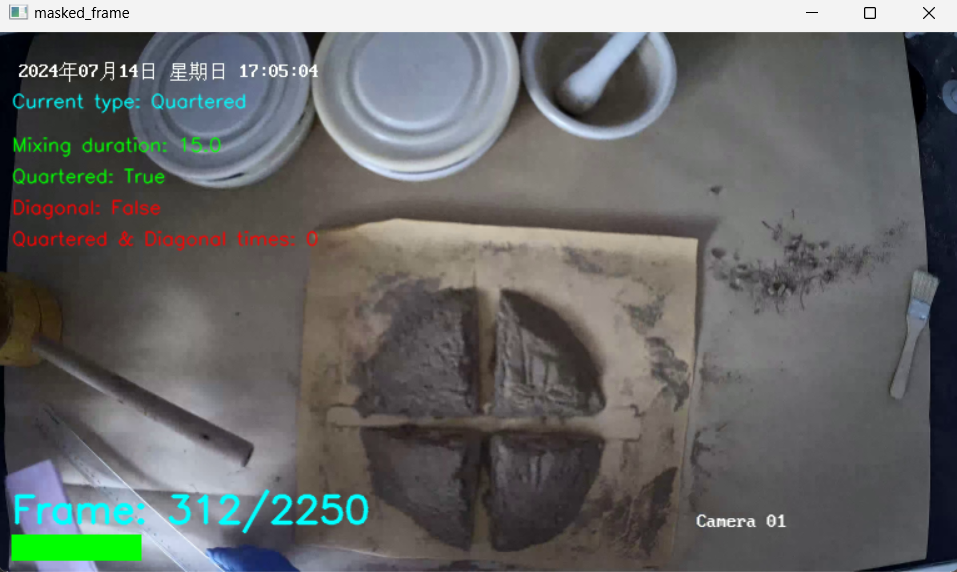 masked_frame
2024年07月14日 星期日 17:05:04
Current type: Quartered
Mixing duration: 15.0
Quartered: True
Diagonal: False
Quartered & Diagonal times: 0
Frame: 312/2250
Camera 01